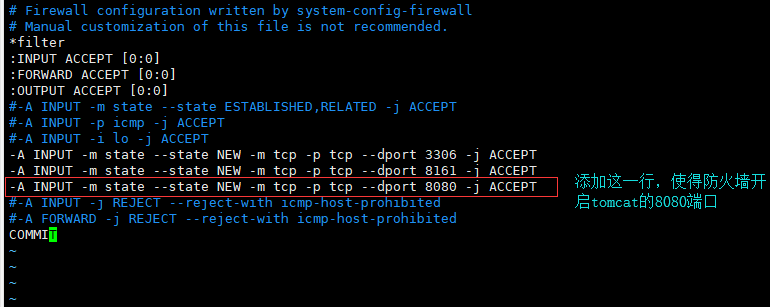 # Firewall configuration written by system-config-firewall
# Manual customization of this file is not recommended.
*filter
:INPUT ACCEPT [0:0]
:FORWARD ACCEPT [0:0]
:OUTPUT ACCEPT [0:0]
#-A INPUT -m state --state ESTABLISHED,RELATED -j ACCEPT
#-A INPUT -p icmp -j ACCEPT
#-A INPUT -i lo -j ACCEPT
-A INPUT -m state --state NEW -m tcp -p tcp --dport 3306 -j ACCEPT
-A INPUT -m state --state NEW -m tcp -p tcp --dport 8161 -j ACCEPT
-A INPUT -m state --state NEW -m tcp -p tcp --dport 8080 -j ACCEPT
添加这一行，使得防火墙开
启tomcat的8080端口
#-A INPUT -j REJECT --reject-with icmp-host-prohibited
#-A FORWARD -j REJECT --reject-with icmp-host-prohibited
COMMIT
~
~
~
~